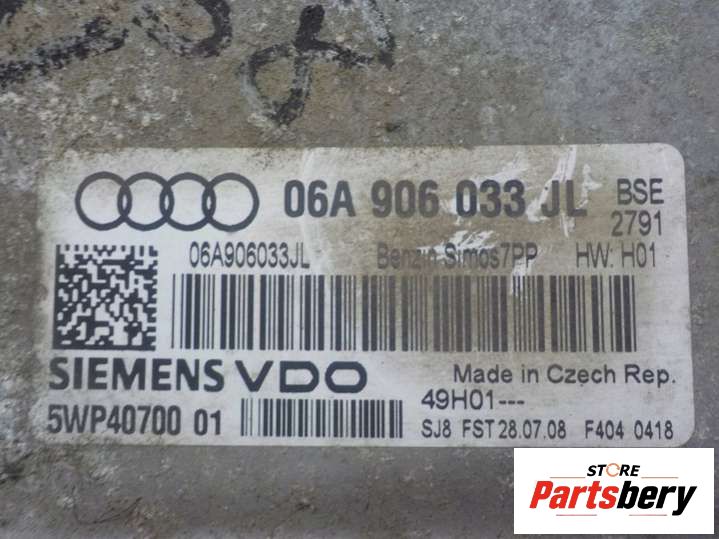 06A 906 033 JL BSE
2791
06A906033JL Benzin Simos7PP HW: H01
SIEMENS VDO Made in Czech Rep.
49H01---
5WP40700 01 SJ8 FST 28.07.08 F404 0418
STORE
Partsbery